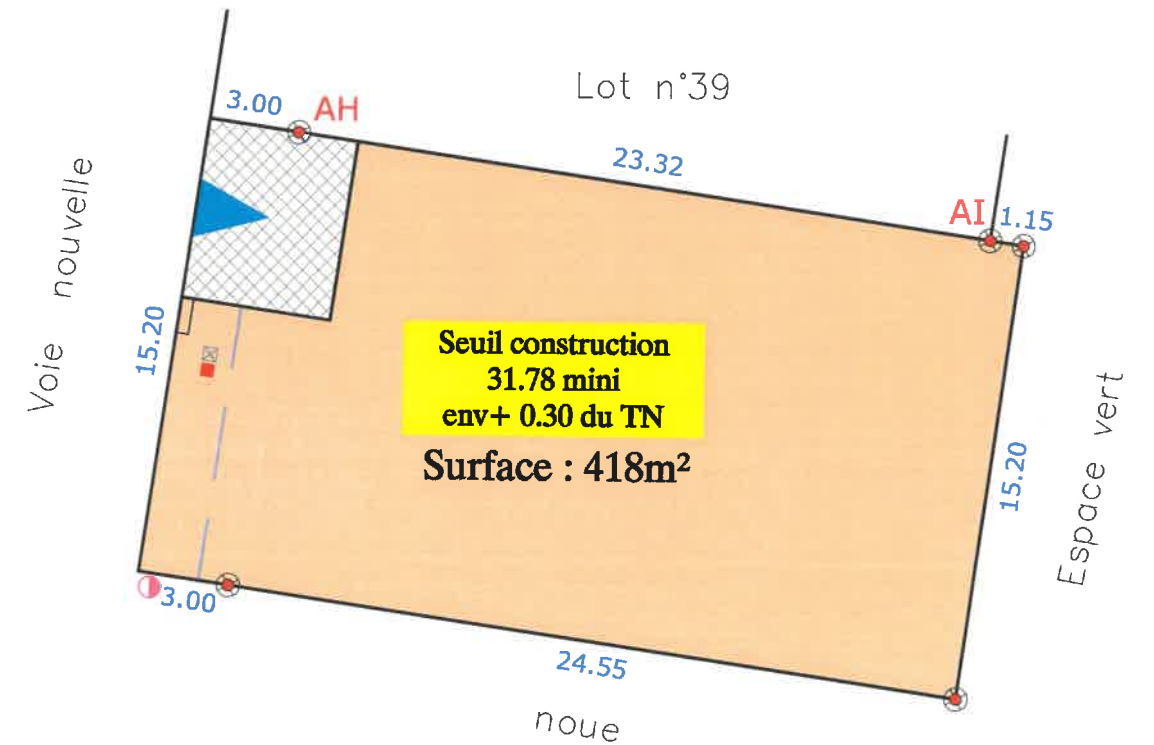 Lot n°39
3.00
AH
23.32
AI
1.15
Voie nouvelle
15.20
Seuil construction
31.78 mini
env+ 0.30 du TN
Surface : 418m²
15.20
Espace vert
3.00
24.55
noue